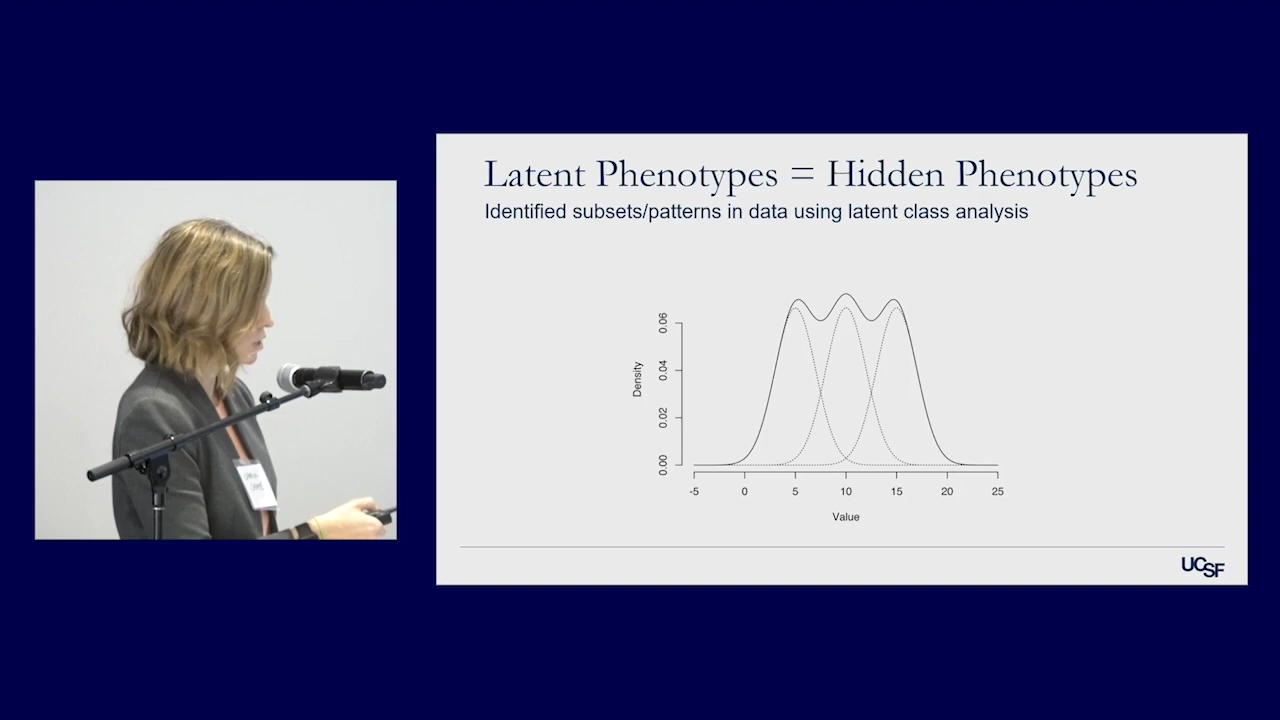 Latent Phenotypes = Hidden Phenotypes
Identified subsets/patterns in data using latent class analysis
0.06
0.04
0.02
0.00
Density
-5 0 5 10 15 20 25
Value
UCSF